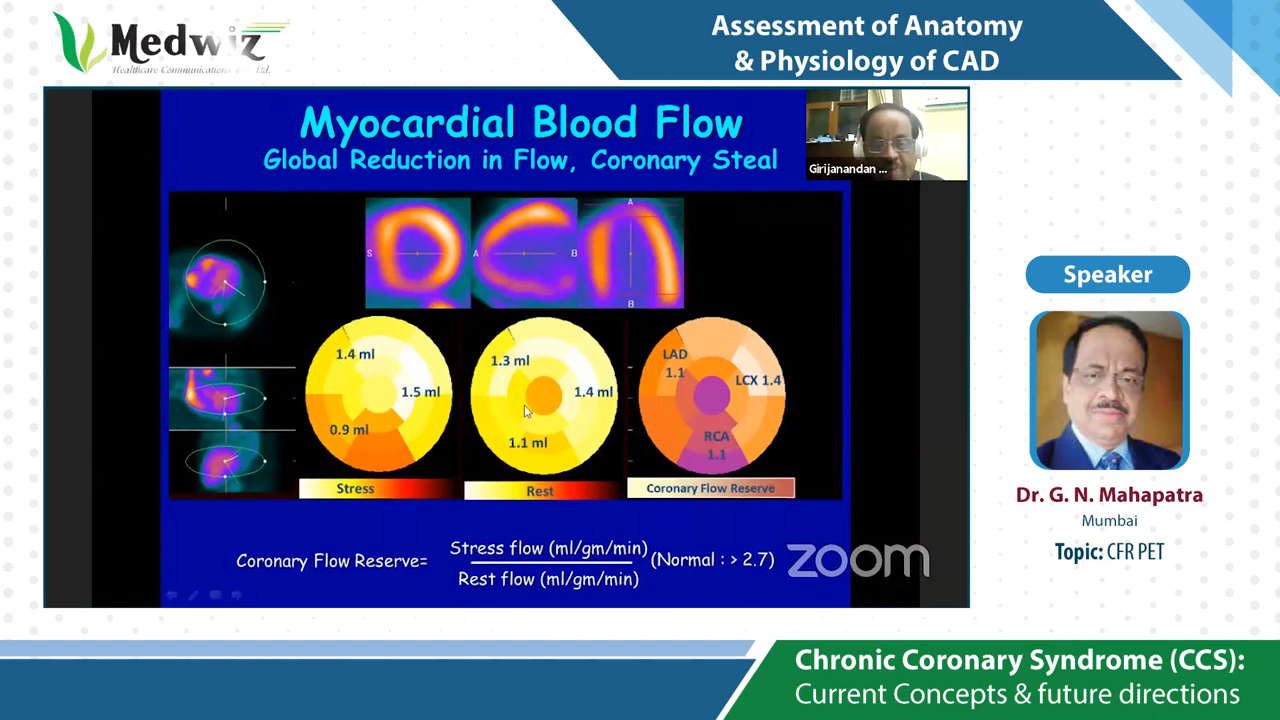 Medwiz
Healthcare Communications Pvt. Ltd.
Assessment of Anatomy
& Physiology of CAD
Myocardial Blood Flow
Global Reduction in Flow, Coronary Steal
Girijanandan ...
A
S
A
B
B
1.4 ml
1.5 ml
0.9 ml
Stress
1.3 ml
1.4 ml
1.1 ml
Rest
LAD
1.1
LCX 1.4
RCA
1.1
Coronary Flow Reserve
Coronary Flow Reserve= Stress flow (ml/gm/min) (Normal : > 2.7)
Rest flow (ml/gm/min)
zoom
Speaker
Dr. G. N. Mahapatra
Mumbai
Topic: CFR PET
Chronic Coronary Syndrome (CCS):
Current Concepts & future directions